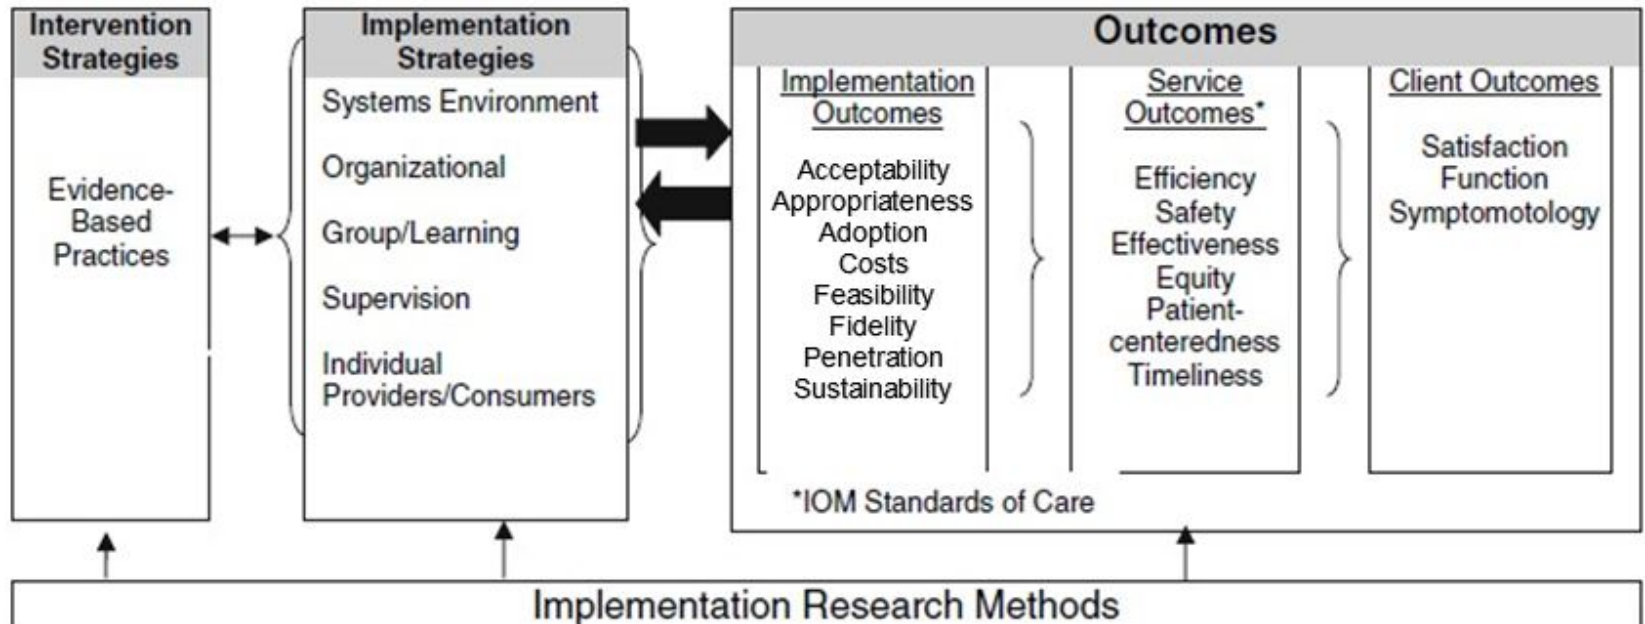 Intervention
Strategies
Evidence-
Based
Practices
Implementation
Strategies
Systems Environment
Organizational
Group/Learning
Supervision
Individual
Providers/Consumers
Outcomes
Implementation
Outcomes
Acceptability
Appropriateness
Adoption
Costs
Feasibility
Fidelity
Penetration
Sustainability
Service
Outcomes*
Efficiency
Safety
Effectiveness
Equity
Patient-
centeredness
Timeliness
Client Outcomes
Satisfaction
Function
Symptomotology
*IOM Standards of Care
Implementation Research Methods